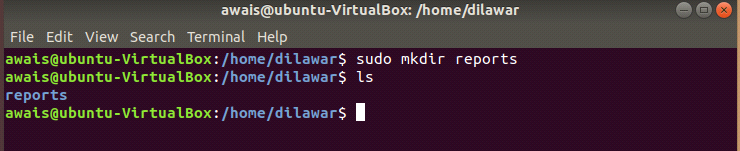 awais@ubuntu-VirtualBox: /home/dilawar
File Edit View Search Terminal Help
awais@ubuntu-VirtualBox:/home/dilawar$ sudo mkdir reports
awais@ubuntu-VirtualBox:/home/dilawar$ ls
reports
awais@ubuntu-VirtualBox:/home/dilawar$